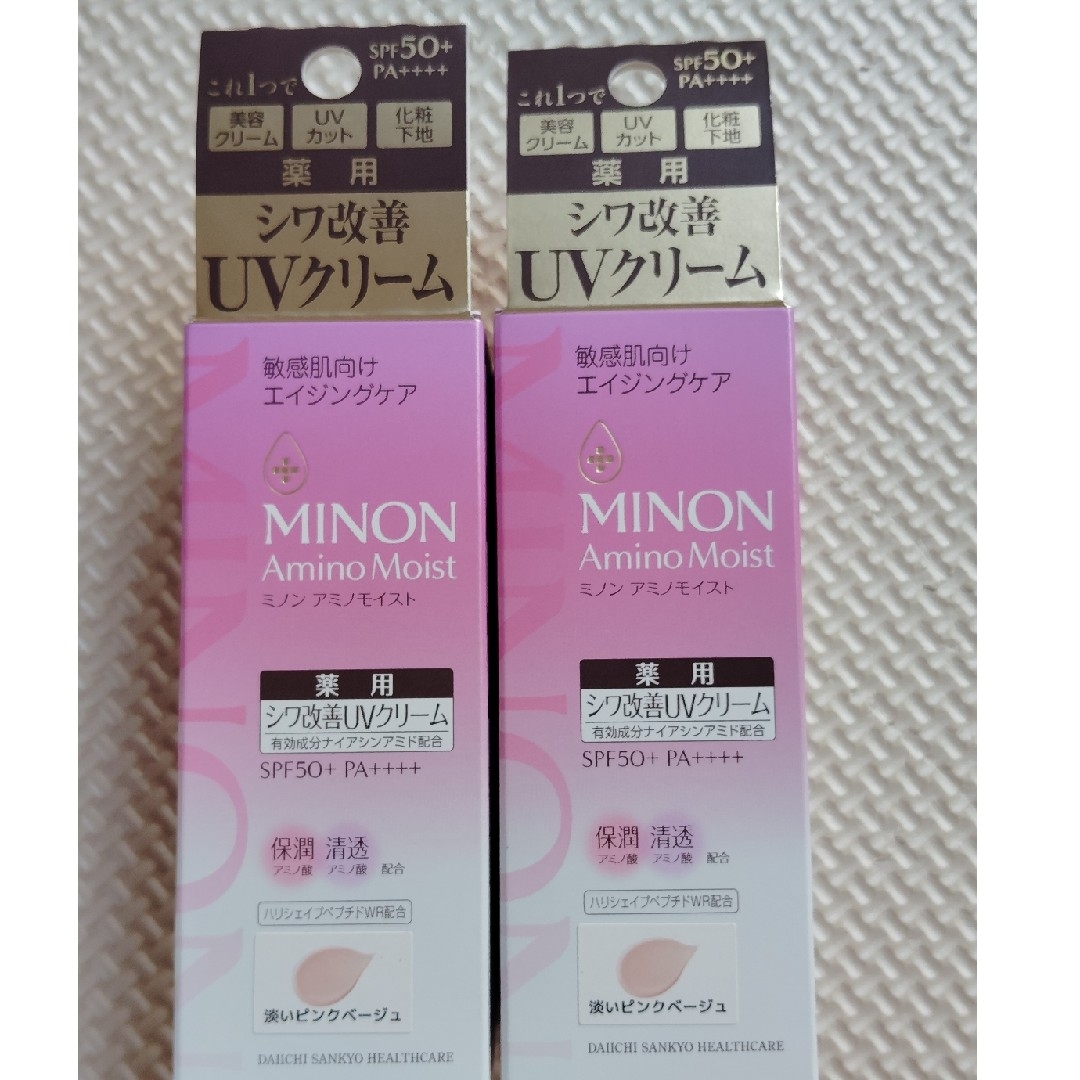 SPF50+
PA++++
これ1つで
美容
クリーム
UV
カット
化粧
下地
薬 用
シワ改善
UVクリーム
敏感肌向け
エイジングケア
MINON
Amino Moist
ミノン アミノモイスト
薬 用
シワ改善UVクリーム
有効成分ナイアシンアミド配合
SPF50+ PA++++
保潤 清透
アミノ酸 アミノ酸 配合
ハリシェイプペプチドWR配合
淡いピンクベージュ
DAIICHI SANKYO HEALTHCARE
MINON
SPF50+
PA++++
これ1つで
美容
クリーム
UV
カット
化粧
下地
薬 用
シワ改善
UVクリーム
敏感肌向け
エイジングケア
MINON
Amino Moist
ミノン アミノモイスト
薬 用
シワ改善UVクリーム
有効成分ナイアシンアミド配合
SPF50+ PA++++
保潤 清透
アミノ酸 アミノ酸 配合
ハリシェイプペプチドWR配合
淡いピンクベージュ
DAIICHI SANKYO HEALTHCARE
MINON